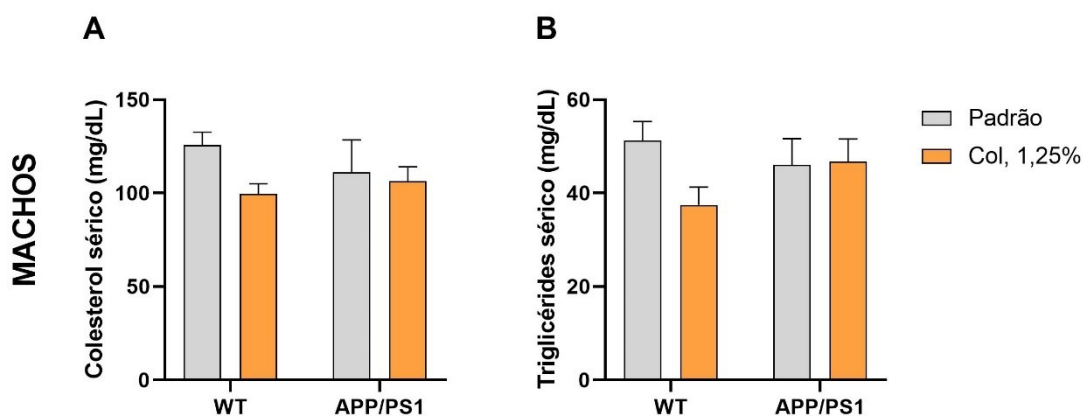 A
B
MACHOS
Colesterol sérico (mg/dL)
150
100
50
0
WT
APP/PS1
Triglicérides sérico (mg/dL)
60
40
20
0
WT
APP/PS1
Padrão
Col, 1,25%